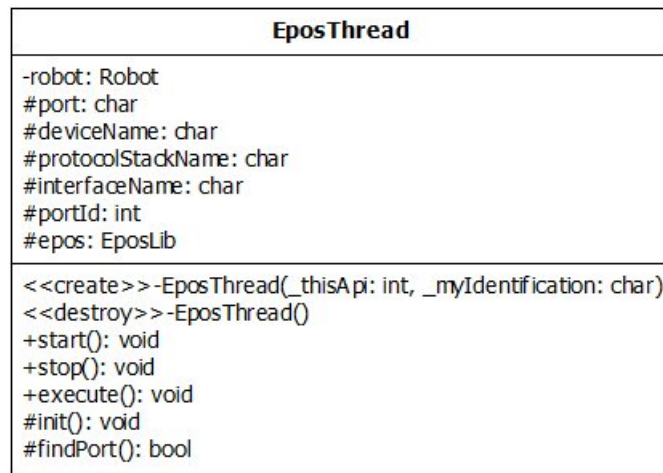 EposThread
-robot: Robot
#port: char
#deviceName: char
#protocolStackName: char
#interfaceName: char
#portId: int
#epos: EposLib
<<create>>-EposThread(_thisApi: int, _myIdentification: char)
<<destroy>>-EposThread()
+start(): void
+stop(): void
+execute(): void
#init(): void
#findPort(): bool